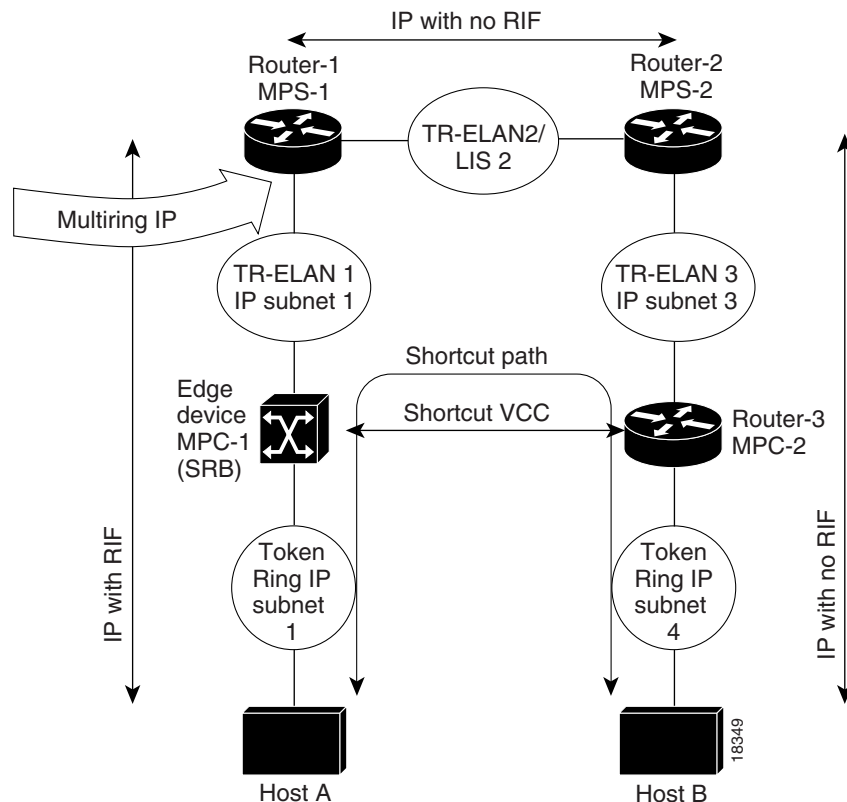 IP with no RIF
Router-1
MPS-1
Router-2
MPS-2
TR-ELAN2/
LIS 2
Multiring IP
TR-ELAN 1
IP subnet 1
TR-ELAN 3
IP subnet 3
Shortcut path
Edge
device
MPC-1
(SRB)
Shortcut VCC
Router-3
MPC-2
IP with RIF
Token
Ring IP
subnet
1
Token
Ring IP
subnet
4
IP with no RIF
18349
Host A
Host B